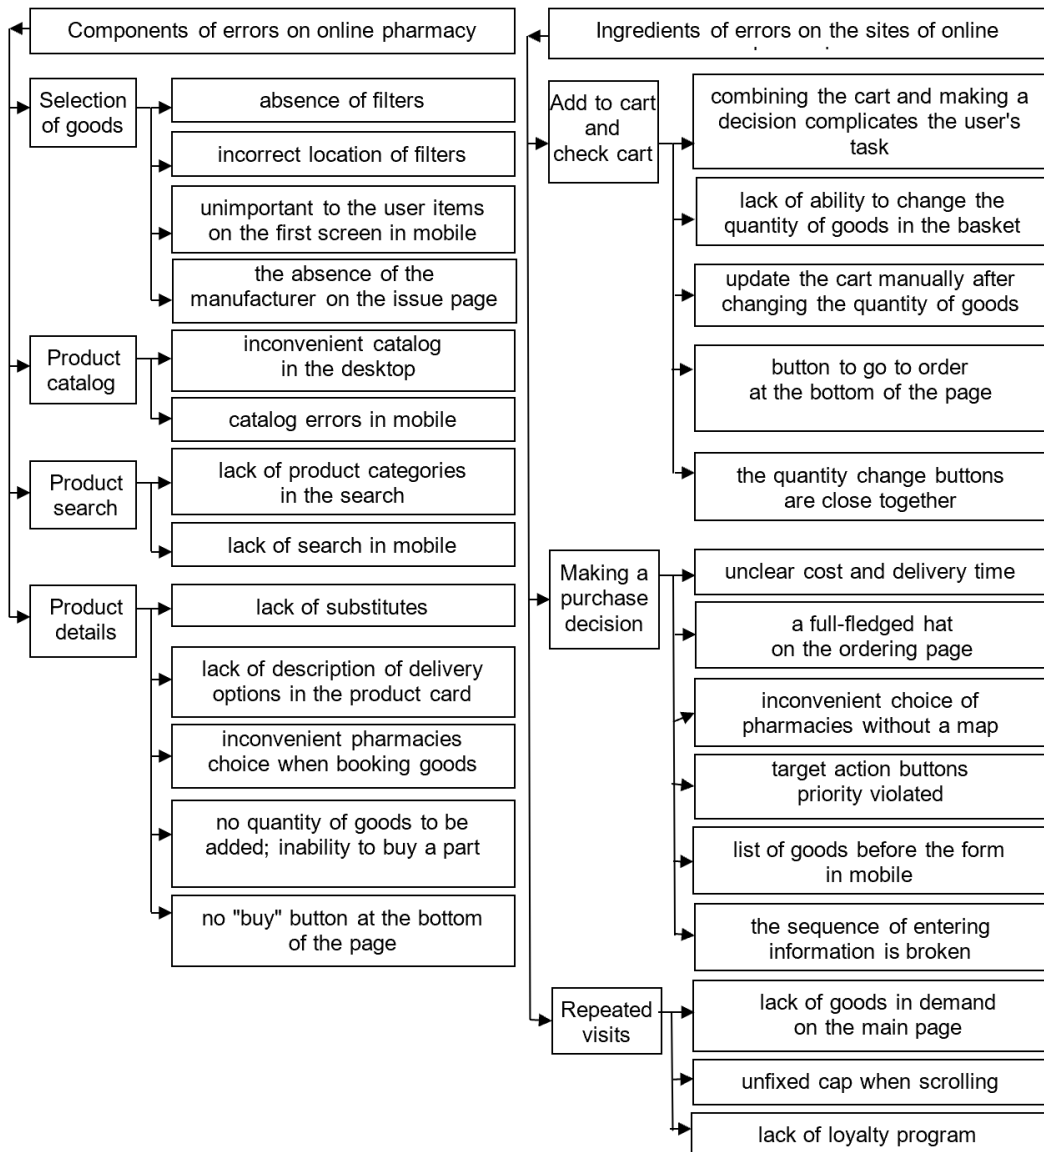 Components of errors on online pharmacy
Selection
of goods
absence of filters
incorrect location of filters
unimportant to the user items
on the first screen in mobile
the absence of the
manufacturer on the issue page
Product
catalog
inconvenient catalog
in the desktop
catalog errors in mobile
Product
search
lack of product categories
in the search
lack of search in mobile
Product
details
lack of substitutes
lack of description of delivery
options in the product card
inconvenient pharmacies
choice when booking goods
no quantity of goods to be
added; inability to buy a part
no "buy" button at the bottom
of the page
Ingredients of errors on the sites of online
Add to cart
and
check cart
combining the cart and making a
decision complicates the user's
task
lack of ability to change the
quantity of goods in the basket
update the cart manually after
changing the quantity of goods
button to go to order
at the bottom of the page
the quantity change buttons
are close together
Making a
purchase
decision
unclear cost and delivery time
a full-fledged hat
on the ordering page
inconvenient choice of
pharmacies without a map
target action buttons
priority violated
list of goods before the form
in mobile
the sequence of entering
information is broken
Repeated
visits
lack of goods in demand
on the main page
unfixed cap when scrolling
lack of loyalty program